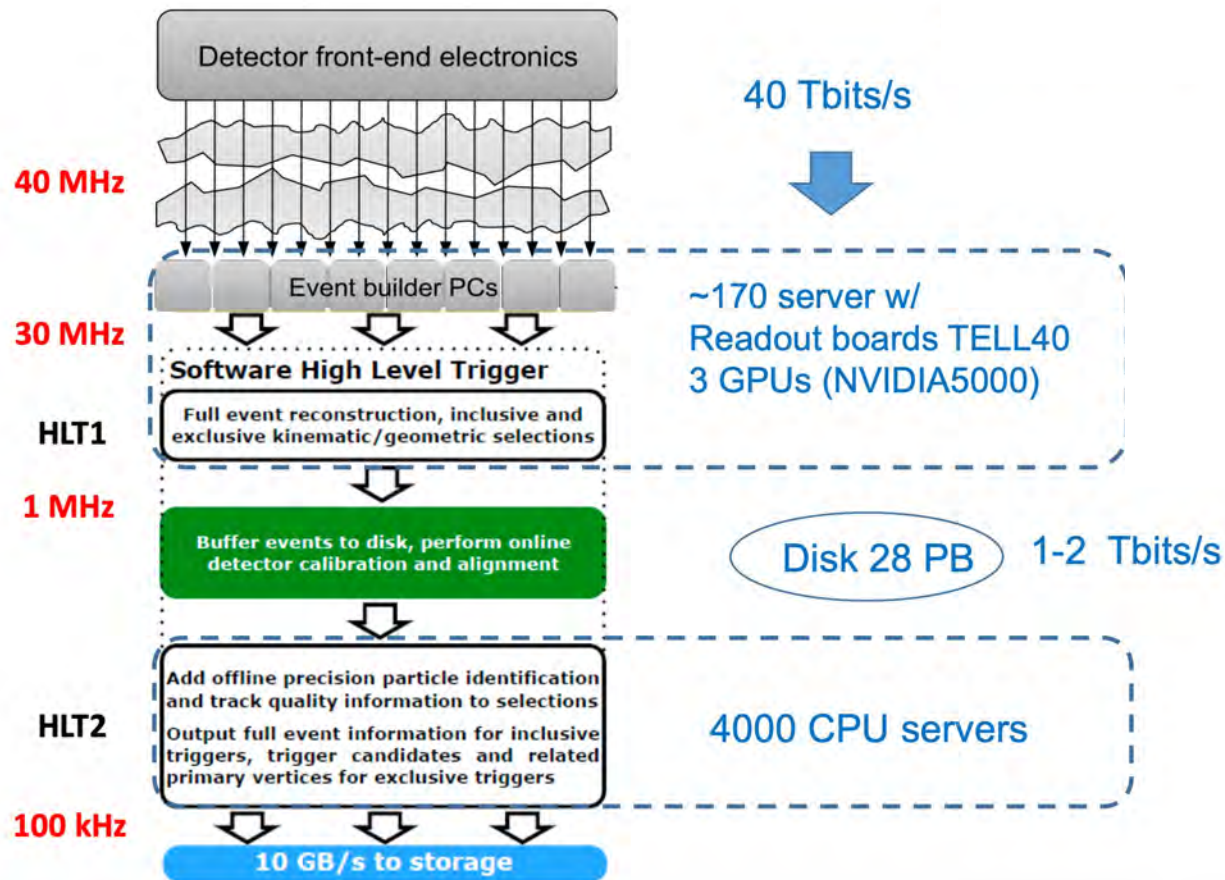 Detector front-end electronics
40 Tbits/s
40 MHz
Event builder PCs
30 MHz
~170 server w/
Readout boards TELL40
3 GPUs (NVIDIA5000)
Software High Level Trigger
Full event reconstruction, inclusive and
exclusive kinematic/geometric selections
HLT1
1 MHz
Buffer events to disk, perform online
detector calibration and alignment
Disk 28 PB
1-2 Tbits/s
Add offline precision particle identification
and track quality information to selections
Output full event information for inclusive
triggers, trigger candidates and related
primary vertices for exclusive triggers
HLT2
4000 CPU servers
100 kHz
10 GB/s to storage